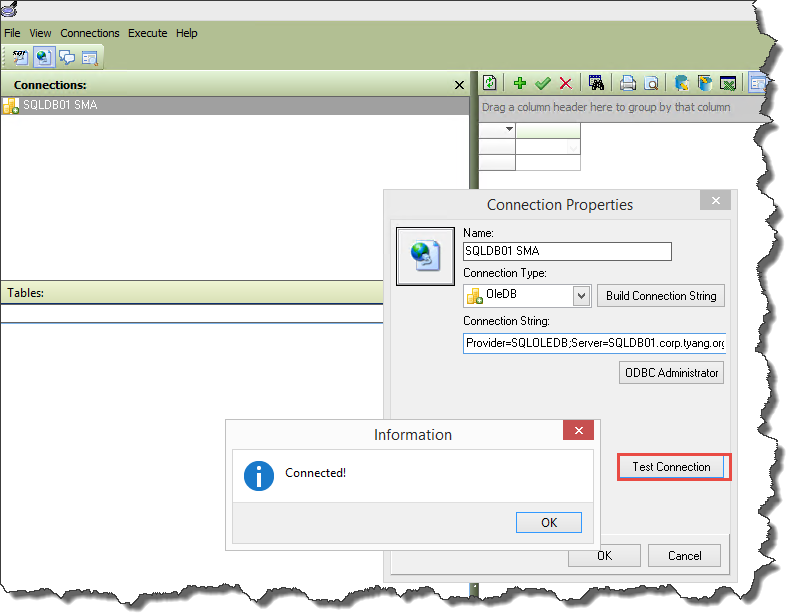 File View Connections Execute Help
SQL
Connections:
SQLDB01 SMA
Drag a column header here to group by that column
Tables:
Connection Properties
Name:
SQLDB01 SMA
Connection Type:
OleDB
Build Connection String
Connection String:
Provider=SQLOLEDB;Server=SQLDB01.corp.tyang.org
ODBC Administrator
Test Connection
Information
Connected!
OK
OK
Cancel